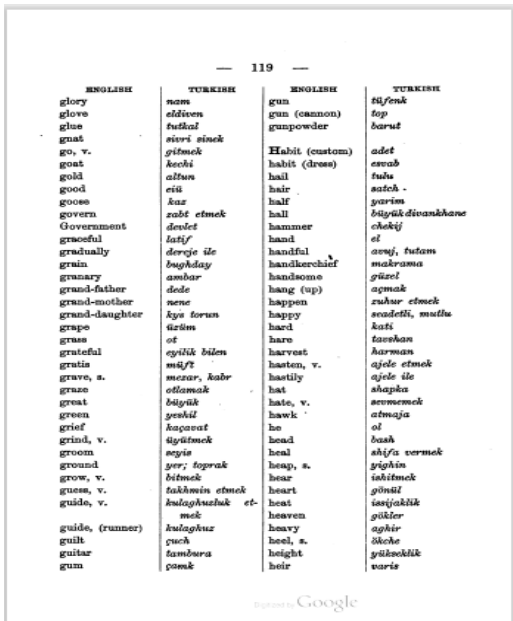 — 119 —
ENGLISH TURKISH
glory nam
glove eldiven
glue tutkal
gnat sivri sinek
go, v. gitmek
goat kechi
gold altun
good eiü
goose kaz
govern zabt etmek
Government devlet
graceful latif
gradually dereje ile
grain bughday
granary ambar
grand-father dede
grand-mother nene
grand-daughter kys torun
grape üzüm
grass ot
grateful eyilik bilen
gratis müft
grave, s. mezar, kabr
graze otlamak
great büyük
green yeshil
grief kaçavat
grind, v. üyütmek
groom seyis
ground yer; toprak
grow, v. bitmek
guess, v. takhmin etmek
guide, v. kulaghuzluk et-
mek
guide, (runner) kulaghuz
guilt çuch
guitar tambura
gum çamk
ENGLISH TURKISH
gun tüfenk
gun (cannon) top
gunpowder barut
Habit (custom) adet
habit (dress) esvab
hail tulu
hair satch
half yarim
hall büyük divankhane
hammer chekij
hand el
handful avuj, tutam
handkerchief makrama
handsome güzel
hang (up) açmak
happen zuhur etmek
happy seadetli, mutlu
hard kati
hare tavshan
harvest harman
hasten, v. ajele etmek
hastily ajele ile
hat shapka
hate, v. sevmemek
hawk atmaja
he ol
head bash
heal shifa vermek
heap, s. yighin
hear ishitmek
heart gönül
heat issijaklik
heaven gökler
heavy aghir
heel, s. ökche
height yükseklik
heir varis
Digitized by Google